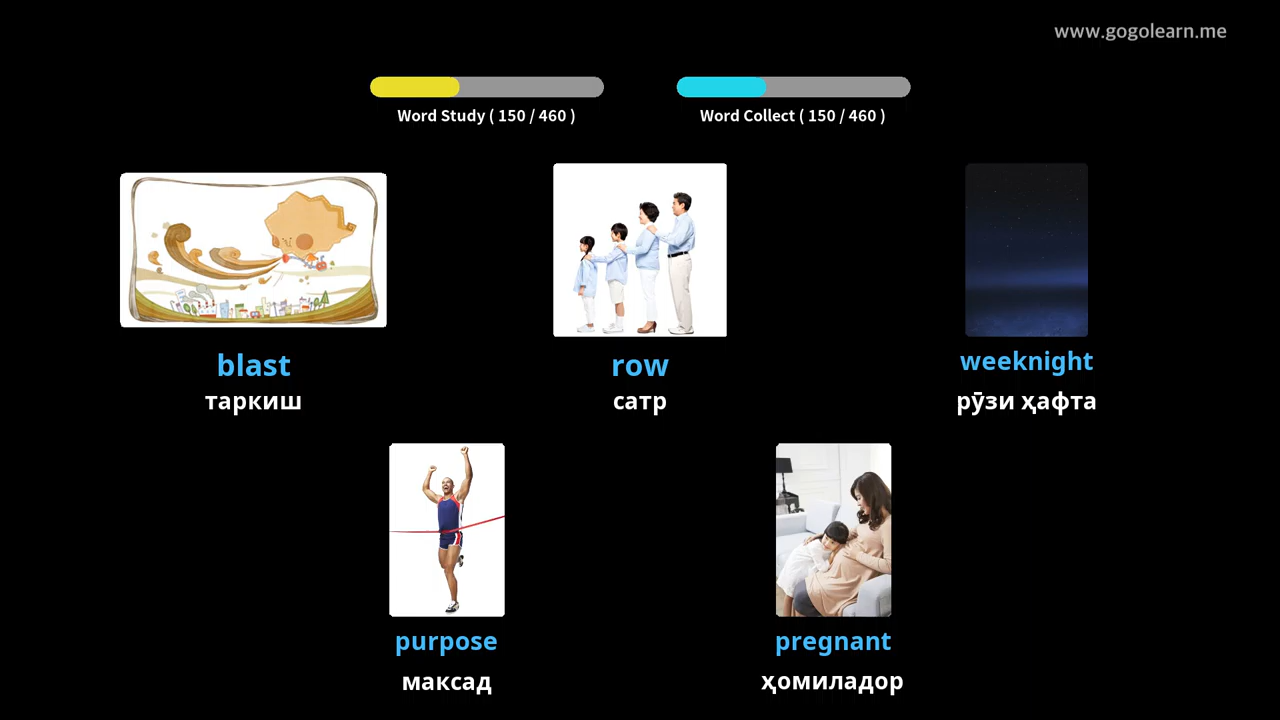 www.gogolearn.me
Word Study ( 150 / 460 )
Word Collect ( 150 / 460 )
blast
таркиш
row
сатр
weeknight
рӯзи ҳафта
purpose
максад
pregnant
ҳомиладор